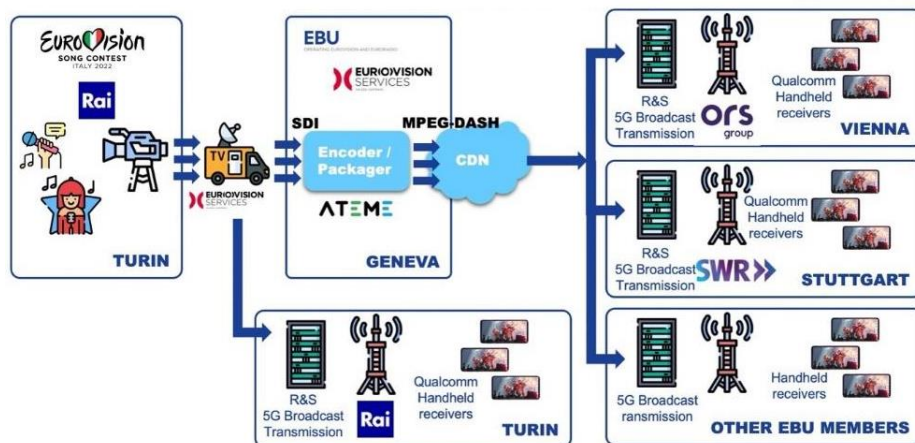 EUROVISION
SONG CONTEST
ITALY 2022
Rai
TURIN
TV
EUROVISION
SERVICES
EBU
OPERATING EUROVISION AND EURORADIO
EUROVISION
SERVICES
SDI
MPEG-DASH
Encoder /
Packager
CDN
ATEME
GENEVA
R&S
5G Broadcast
Transmission
ors
group
Qualcomm
Handheld
receivers
VIENNA
R&S
5G Broadcast
Transmission
SWR
Qualcomm
Handheld
receivers
STUTTGART
R&S
5G Broadcast
Transmission
Rai
Qualcomm
Handheld
receivers
TURIN
5G Broadcast
ransmission
Handheld
receivers
OTHER EBU MEMBERS